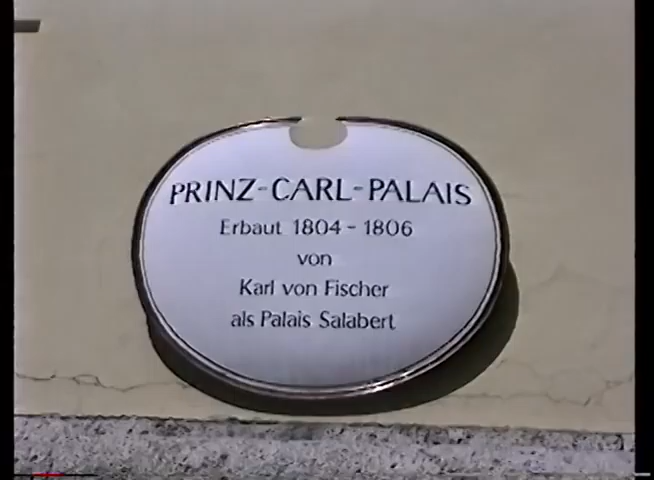 PRINZ-CARL-PALAIS
Erbaut 1804 - 1806
von
Karl von Fischer
als Palais Salabert